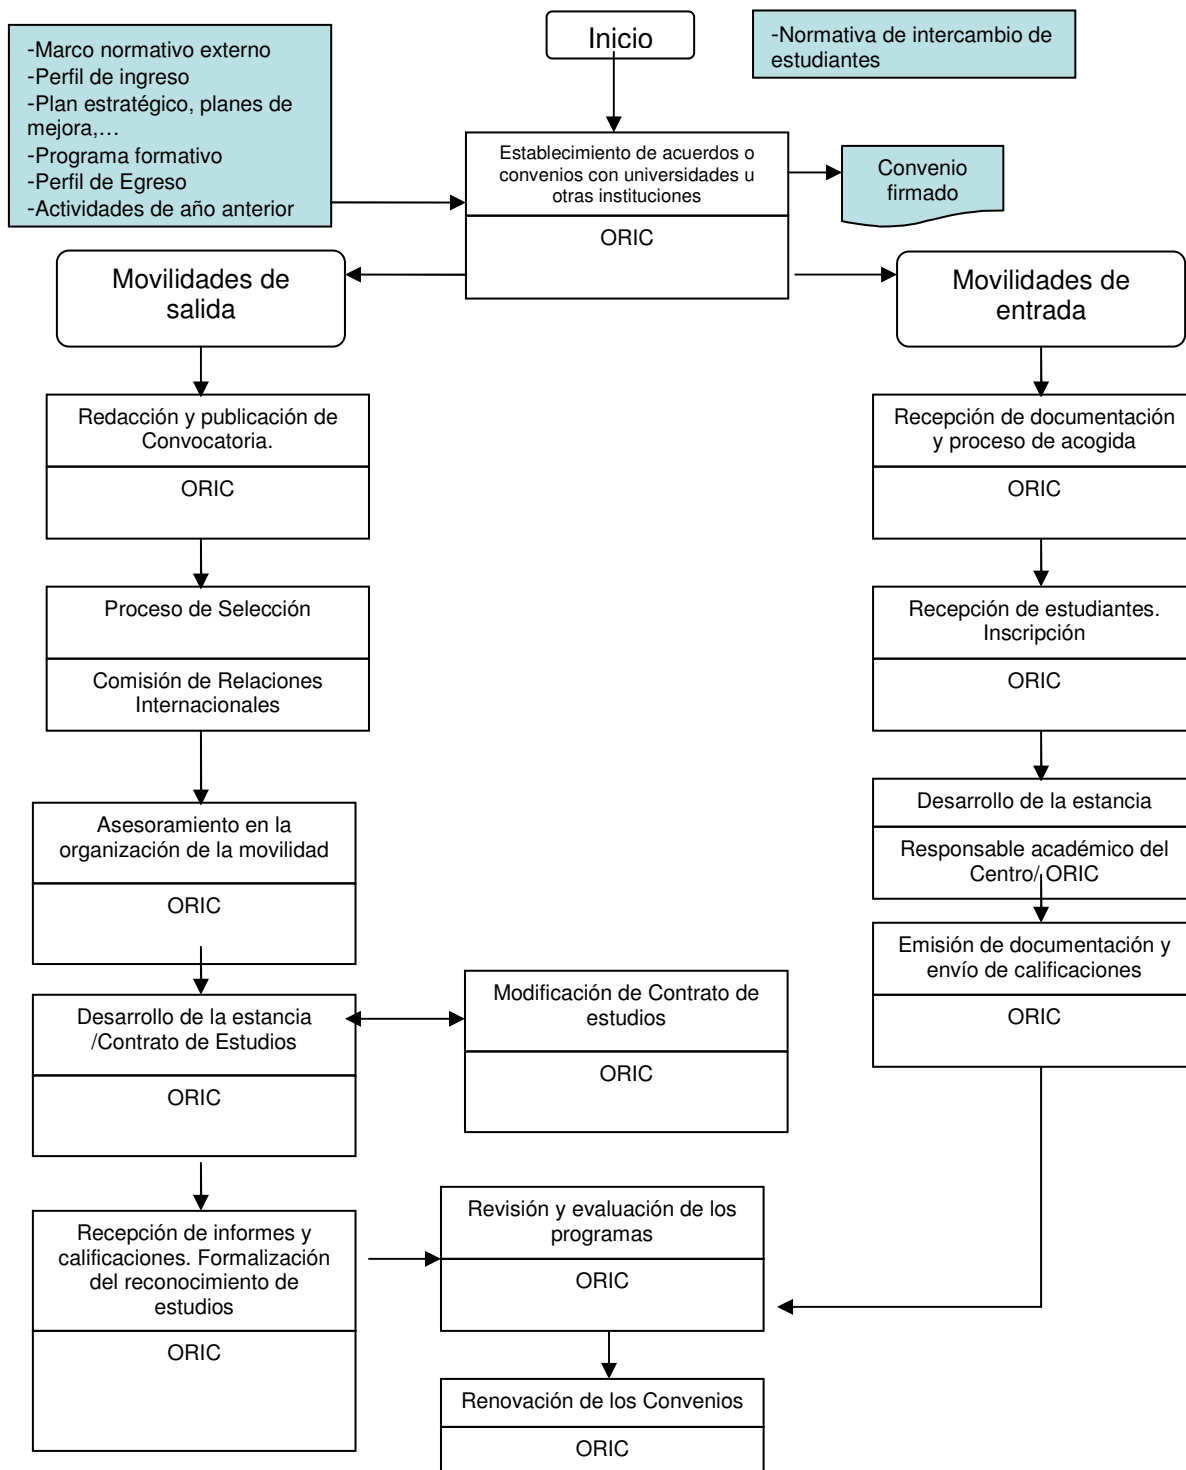 -Marco normativo externo
-Perfil de ingreso
-Plan estratégico, planes de
mejora,…
-Programa formativo
-Perfil de Egreso
-Actividades de año anterior
Inicio
-Normativa de intercambio de
estudiantes
Establecimiento de acuerdos o
convenios con universidades u
otras instituciones
ORIC
Convenio
firmado
Movilidades de
salida
Movilidades de
entrada
Redacción y publicación de
Convocatoria.
ORIC
Recepción de documentación
y proceso de acogida
ORIC
Proceso de Selección
Comisión de Relaciones
Internacionales
Recepción de estudiantes.
Inscripción
ORIC
Asesoramiento en la
organización de la movilidad
ORIC
Desarrollo de la estancia
Responsable académico del
Centro/ ORIC
Emisión de documentación y
envío de calificaciones
ORIC
Desarrollo de la estancia
/Contrato de Estudios
ORIC
Modificación de Contrato de
estudios
ORIC
Recepción de informes y
calificaciones. Formalización
del reconocimiento de
estudios
ORIC
Revisión y evaluación de los
programas
ORIC
Renovación de los Convenios
ORIC